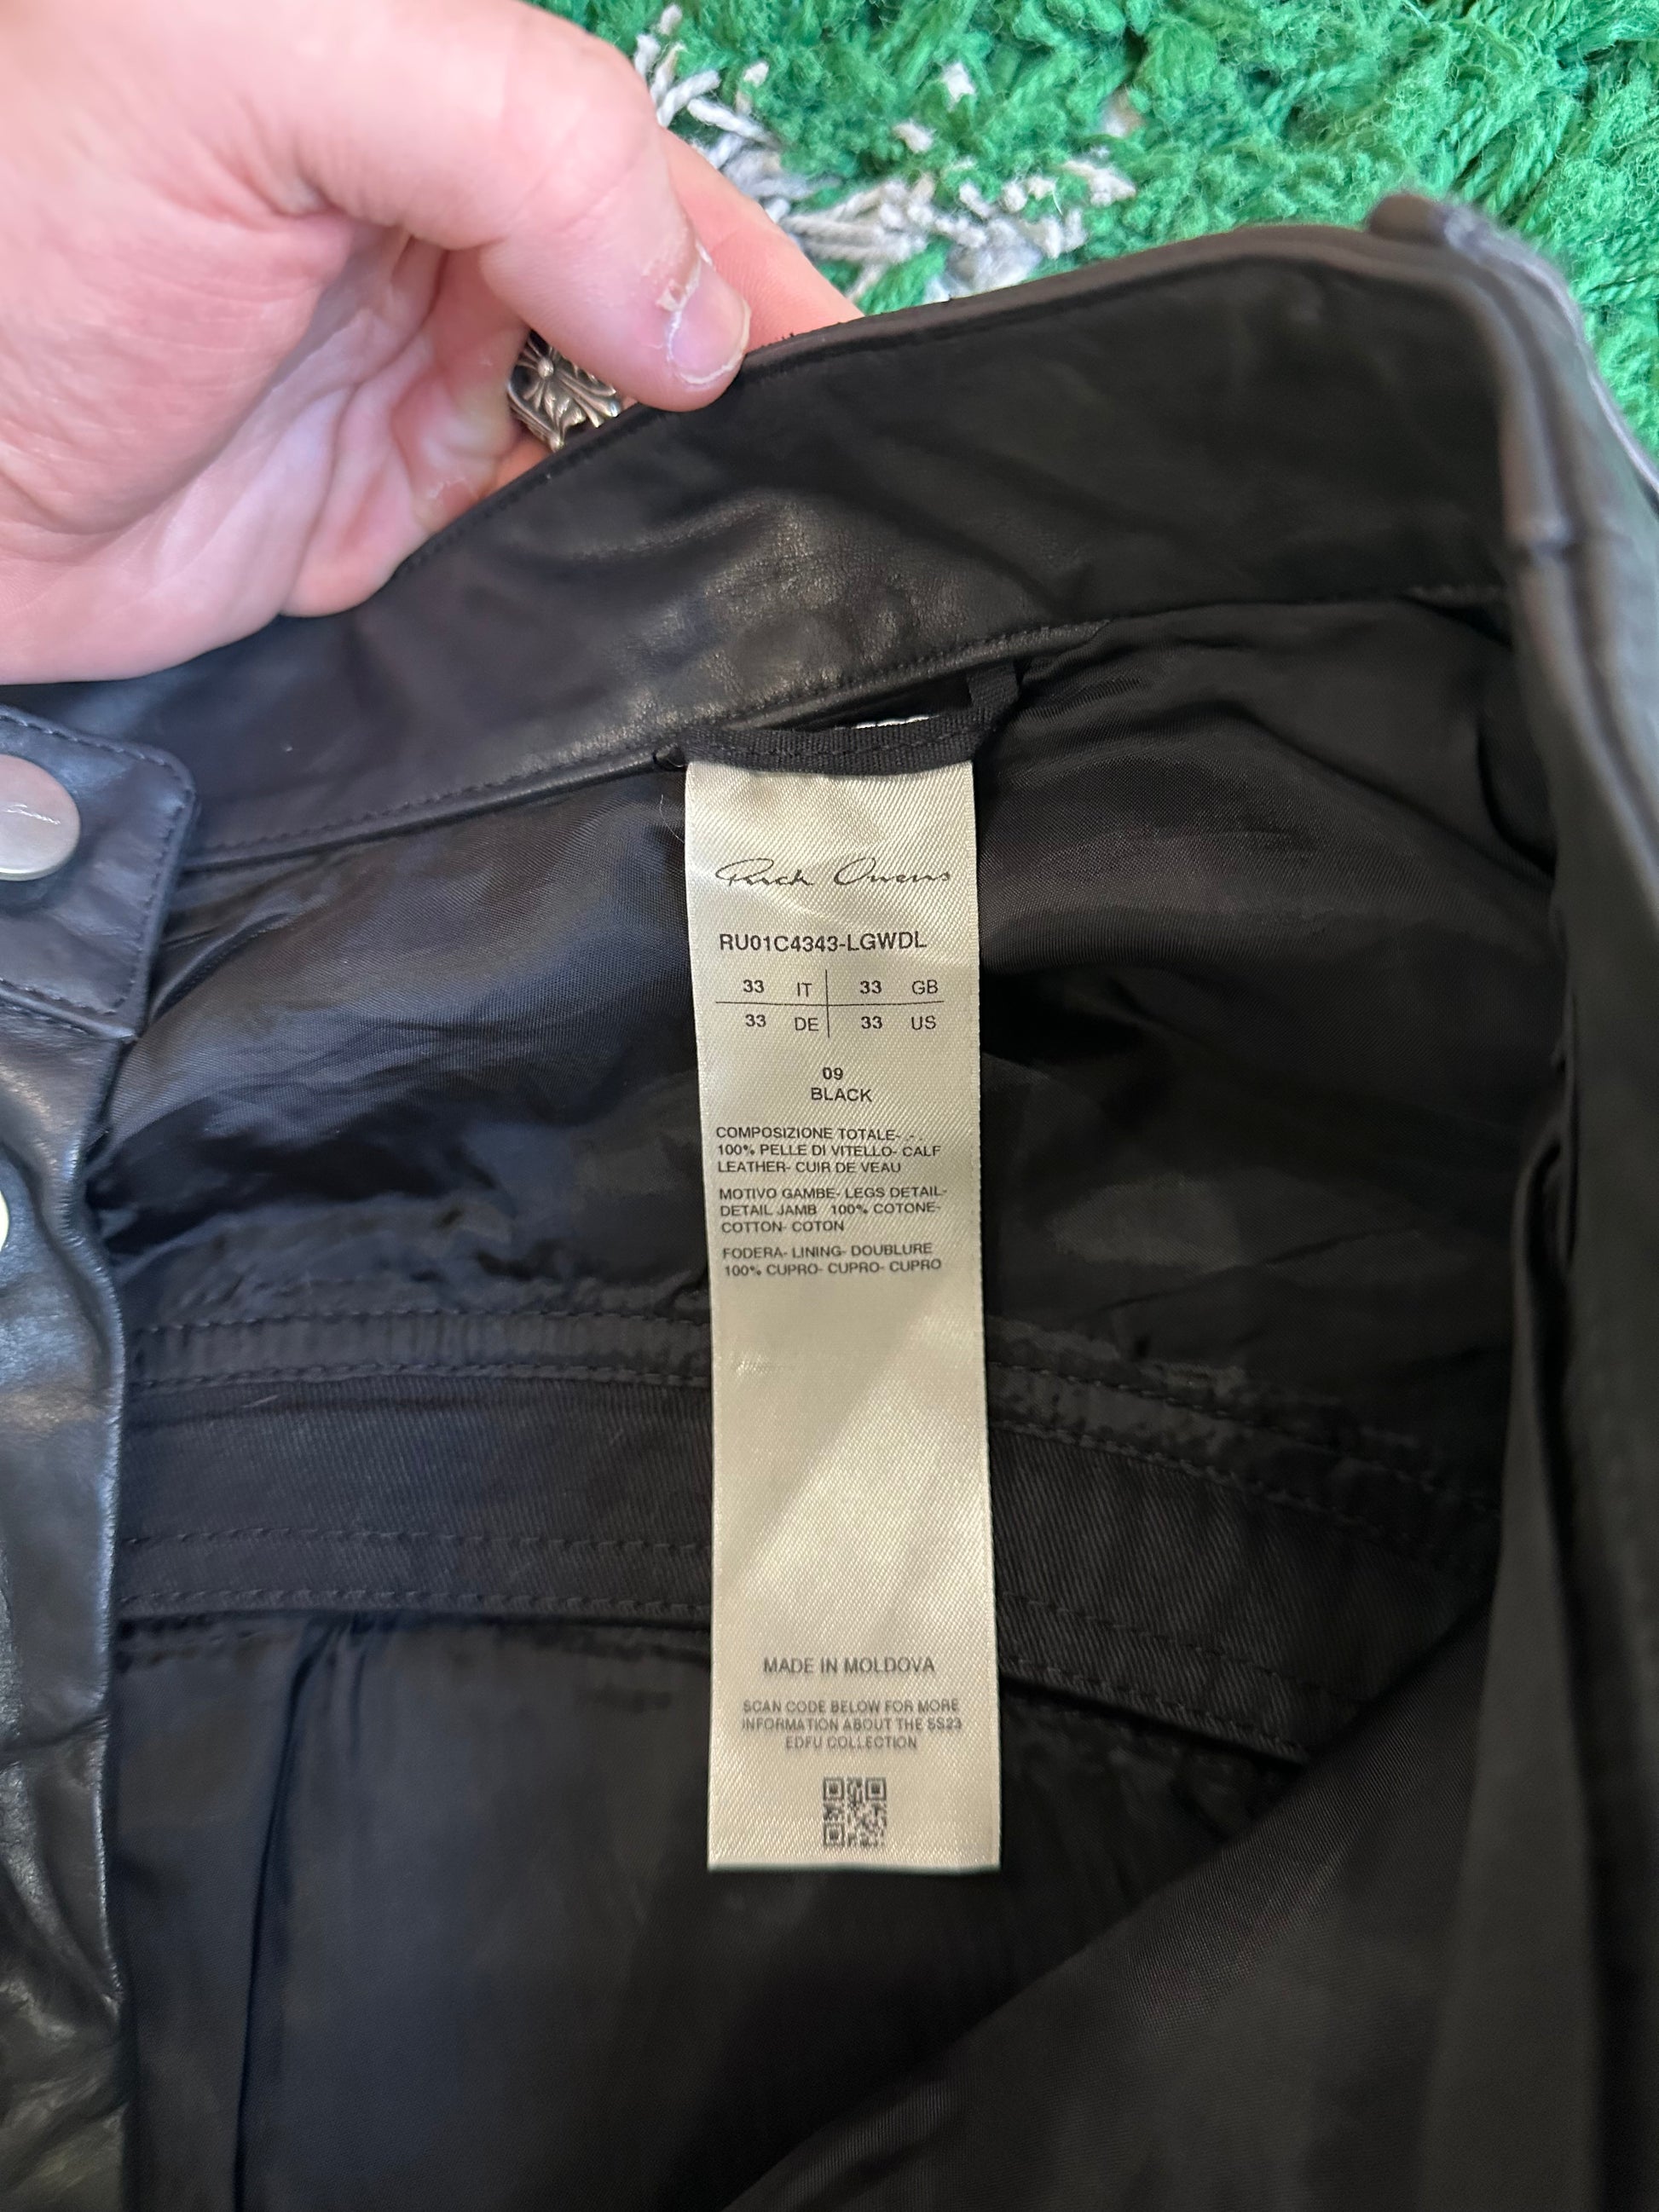 Rick Owens
RU01C4343-LGWDL
33 IT 33 GB
33 DE 33 US
09
BLACK
COMPOSIZIONE TOTALE- .- .
100% PELLE DI VITELLO- CALF
LEATHER- CUIR DE VEAU
MOTIVO GAMBE- LEGS DETAIL-
DETAIL JAMB 100% COTONE-
COTTON- COTON
FODERA- LINING- DOUBLURE
100% CUPRO- CUPRO- CUPRO
MADE IN MOLDOVA
SCAN CODE BELOW FOR MORE
INFORMATION ABOUT THE SS23
EDFU COLLECTION